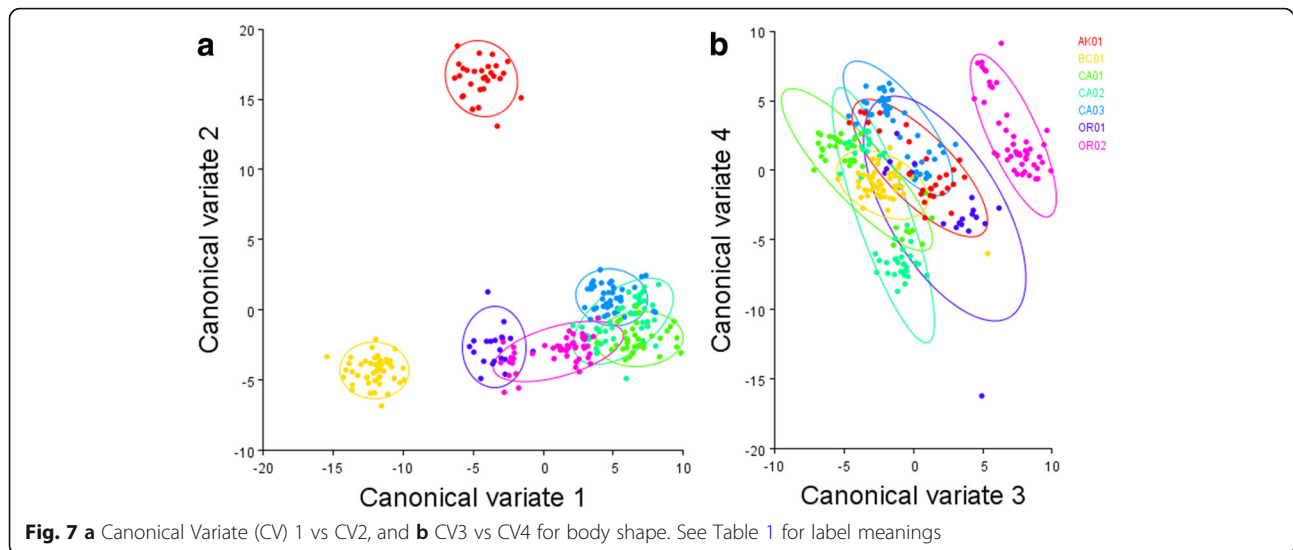 a
20
15
10
5
0
-5
-10
-20 -15 -10 -5 0 5 10
Canonical variate 2
Canonical variate 1
b
10
5
0
-5
-10
-15
-20
-10 -5 0 5 10
Canonical variate 4
Canonical variate 3
AK01
BC01
CA01
CA02
CA03
OR01
OR02
Fig. 7 a Canonical Variate (CV) 1 vs CV2, and b CV3 vs CV4 for body shape. See Table 1 for label meanings